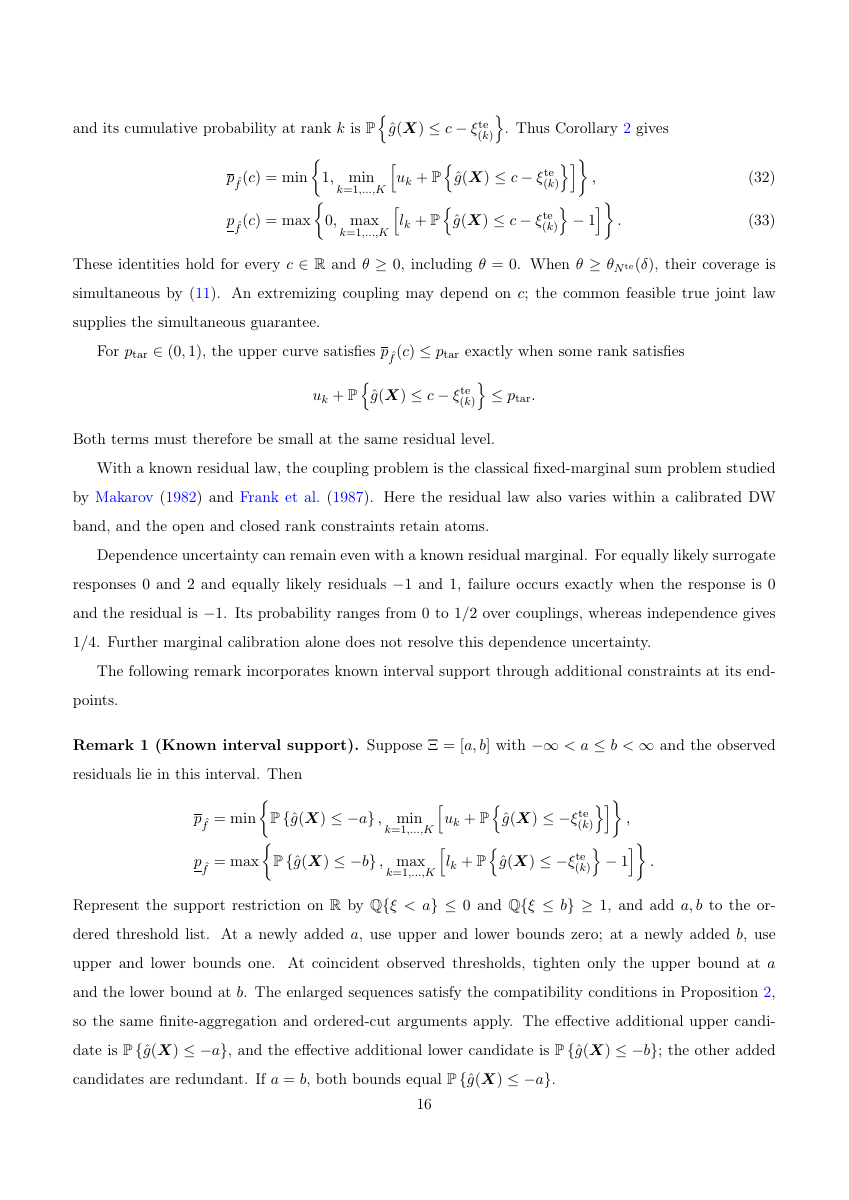 and its cumulative probability at rank k is ℙ{ĝ(X) ≤ c − ξ^te_(k)}. Thus Corollary 2 gives
p̅_f̂(c) = min{1, min_{k=1,...,K} [u_k + ℙ{ĝ(X) ≤ c − ξ^te_(k)}]}, (32)
p̲_f̂(c) = max{0, max_{k=1,...,K} [l_k + ℙ{ĝ(X) ≤ c − ξ^te_(k)} − 1]}. (33)
These identities hold for every c ∈ ℝ and θ ≥ 0, including θ = 0. When θ ≥ θ_{N^te}(δ), their coverage is
simultaneous by (11). An extremizing coupling may depend on c; the common feasible true joint law
supplies the simultaneous guarantee.
For p_tar ∈ (0, 1), the upper curve satisfies p̅_f̂(c) ≤ p_tar exactly when some rank satisfies
u_k + ℙ{ĝ(X) ≤ c − ξ^te_(k)} ≤ p_tar.
Both terms must therefore be small at the same residual level.
With a known residual law, the coupling problem is the classical fixed-marginal sum problem studied
by Makarov (1982) and Frank et al. (1987). Here the residual law also varies within a calibrated DW
band, and the open and closed rank constraints retain atoms.
Dependence uncertainty can remain even with a known residual marginal. For equally likely surrogate
responses 0 and 2 and equally likely residuals −1 and 1, failure occurs exactly when the response is 0
and the residual is −1. Its probability ranges from 0 to 1/2 over couplings, whereas independence gives
1/4. Further marginal calibration alone does not resolve this dependence uncertainty.
The following remark incorporates known interval support through additional constraints at its end-
points.
Remark 1 (Known interval support). Suppose Ξ = [a, b] with −∞ < a ≤ b < ∞ and the observed
residuals lie in this interval. Then
p̅_f̂ = min{ℙ{ĝ(X) ≤ −a}, min_{k=1,...,K} [u_k + ℙ{ĝ(X) ≤ −ξ^te_(k)}]},
p̲_f̂ = max{ℙ{ĝ(X) ≤ −b}, max_{k=1,...,K} [l_k + ℙ{ĝ(X) ≤ −ξ^te_(k)} − 1]}.
Represent the support restriction on ℝ by ℚ{ξ < a} ≤ 0 and ℚ{ξ ≤ b} ≥ 1, and add a, b to the or-
dered threshold list. At a newly added a, use upper and lower bounds zero; at a newly added b, use
upper and lower bounds one. At coincident observed thresholds, tighten only the upper bound at a
and the lower bound at b. The enlarged sequences satisfy the compatibility conditions in Proposition 2,
so the same finite-aggregation and ordered-cut arguments apply. The effective additional upper candi-
date is ℙ{ĝ(X) ≤ −a}, and the effective additional lower candidate is ℙ{ĝ(X) ≤ −b}; the other added
candidates are redundant. If a = b, both bounds equal ℙ{ĝ(X) ≤ −a}.
16